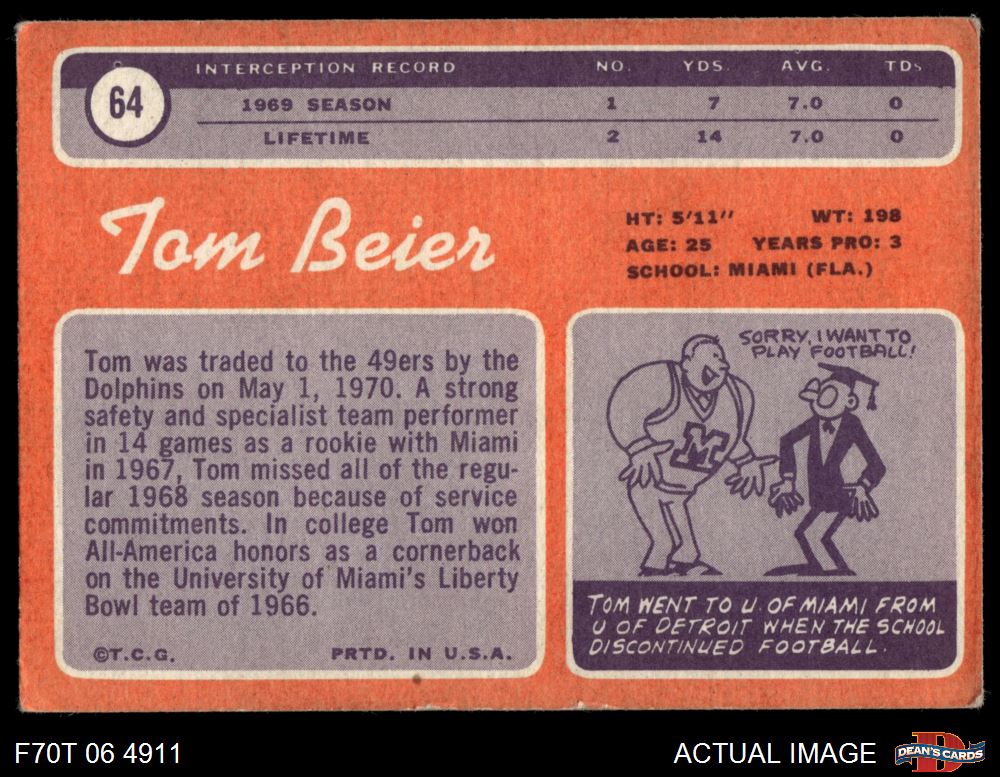 INTERCEPTION RECORD NO. YDS. AVG. TDs
64
1969 SEASON 1 7 7.0 0
LIFETIME 2 14 7.0 0
Tom Beier
HT: 5'11" WT: 198
AGE: 25 YEARS PRO: 3
SCHOOL: MIAMI (FLA.)
Tom was traded to the 49ers by the
Dolphins on May 1, 1970. A strong
safety and specialist team performer
in 14 games as a rookie with Miami
in 1967, Tom missed all of the regu-
lar 1968 season because of service
commitments. In college Tom won
All-America honors as a cornerback
on the University of Miami's Liberty
Bowl team of 1966.
©T.C.G. PRTD. IN U.S.A.
SORRY, I WANT TO
PLAY FOOTBALL!
M
TOM WENT TO U. OF MIAMI FROM
U OF DETROIT WHEN THE SCHOOL
DISCONTINUED FOOTBALL.
F70T 06 4911
ACTUAL IMAGE
D
DEAN'S CARDS